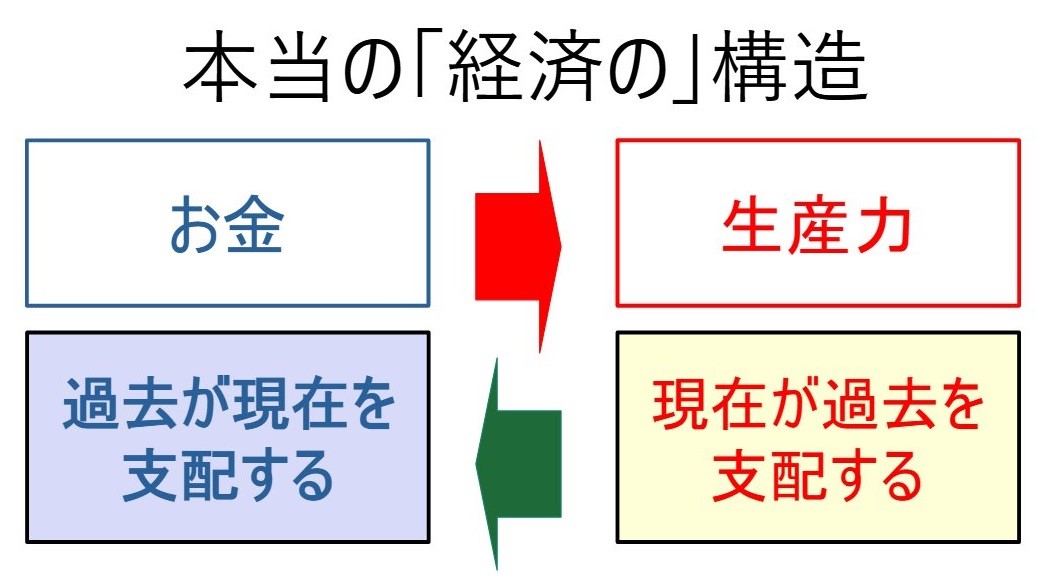 本当の「経済の」構造
お金
生産力
過去が現在を
支配する
現在が過去を
支配する